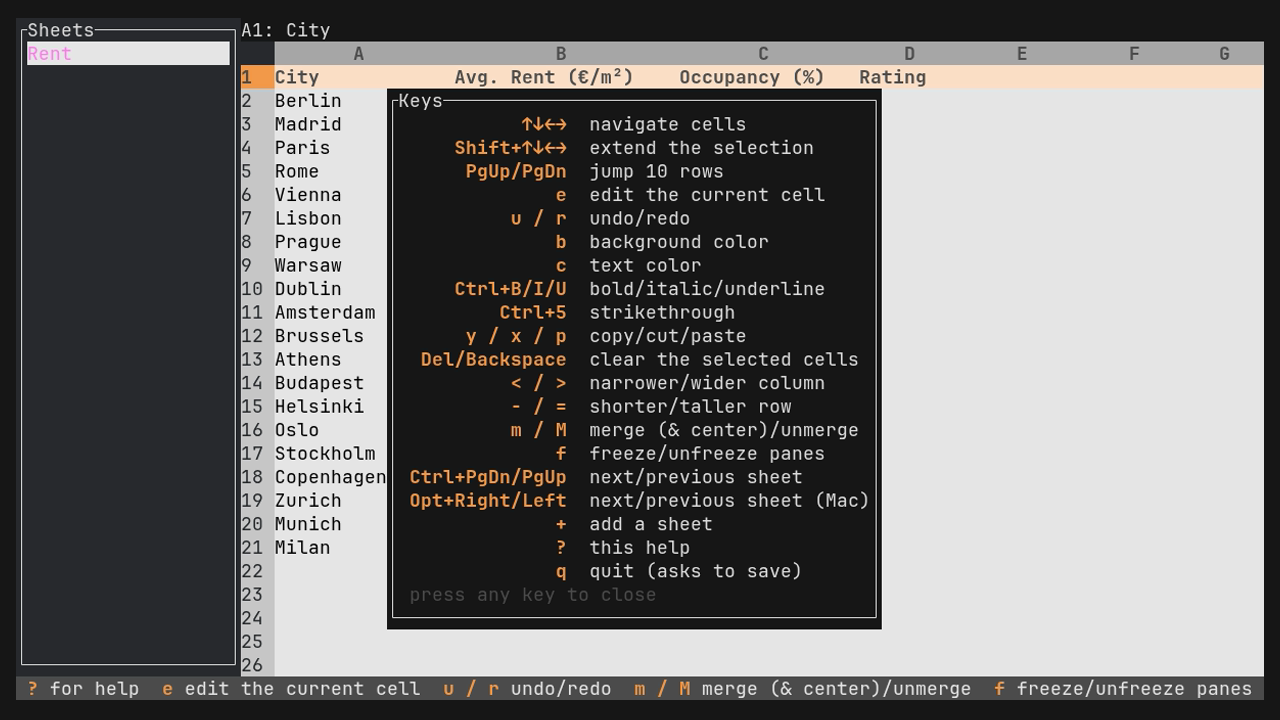 Sheets
A1: City
Rent
A B C D E F G
1 City Avg. Rent (€/m²) Occupancy (%) Rating
2 Berlin
3 Madrid
4 Paris
5 Rome
6 Vienna
7 Lisbon
8 Prague
9 Warsaw
10 Dublin
11 Amsterdam
12 Brussels
13 Athens
14 Budapest
15 Helsinki
16 Oslo
17 Stockholm
18 Copenhagen
19 Zurich
20 Munich
21 Milan
22
23
24
25
26
Keys
↑↓←→ navigate cells
Shift+↑↓←→ extend the selection
PgUp/PgDn jump 10 rows
e edit the current cell
u / r undo/redo
b background color
c text color
Ctrl+B/I/U bold/italic/underline
Ctrl+5 strikethrough
y / x / p copy/cut/paste
Del/Backspace clear the selected cells
< / > narrower/wider column
- / = shorter/taller row
m / M merge (& center)/unmerge
f freeze/unfreeze panes
Ctrl+PgDn/PgUp next/previous sheet
Opt+Right/Left next/previous sheet (Mac)
+ add a sheet
? this help
q quit (asks to save)
press any key to close
? for help e edit the current cell u / r undo/redo m / M merge (& center)/unmerge f freeze/unfreeze panes